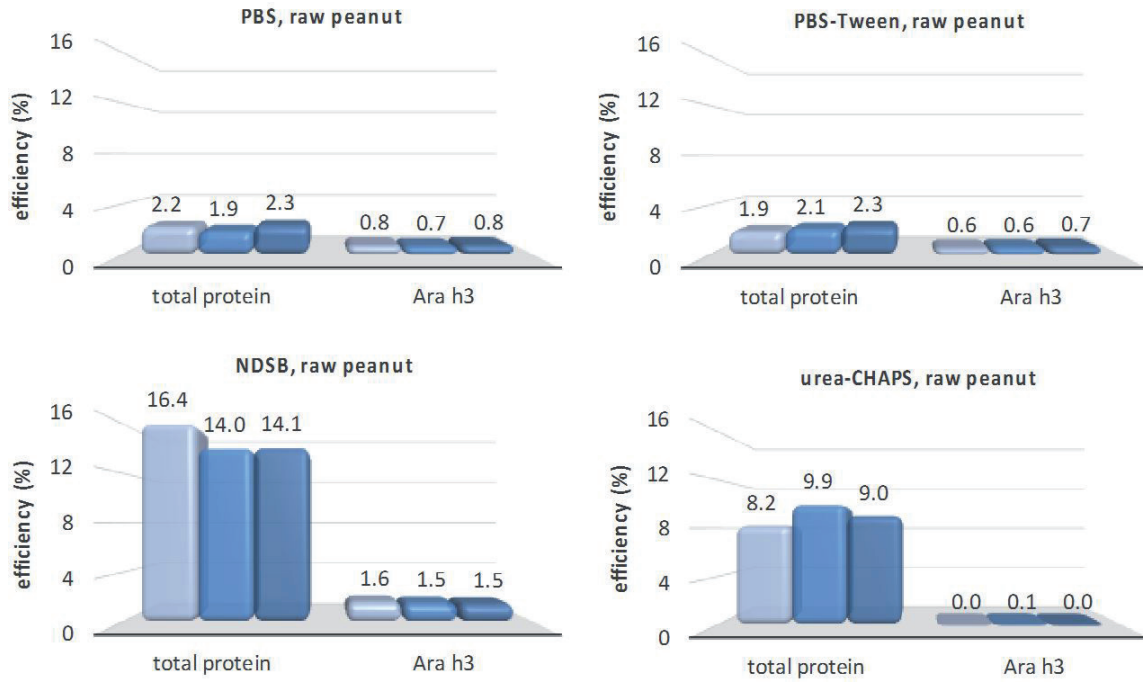 PBS, raw peanut
16
12
8
4
0
efficiency (%)
2.2 1.9 2.3 0.8 0.7 0.8
total protein Ara h3
PBS-Tween, raw peanut
16
12
8
4
0
efficiency (%)
1.9 2.1 2.3 0.6 0.6 0.7
total protein Ara h3
NDSB, raw peanut
16
12
8
4
0
efficiency (%)
16.4 14.0 14.1 1.6 1.5 1.5
total protein Ara h3
urea-CHAPS, raw peanut
16
12
8
4
0
efficiency (%)
8.2 9.9 9.0 0.0 0.1 0.0
total protein Ara h3